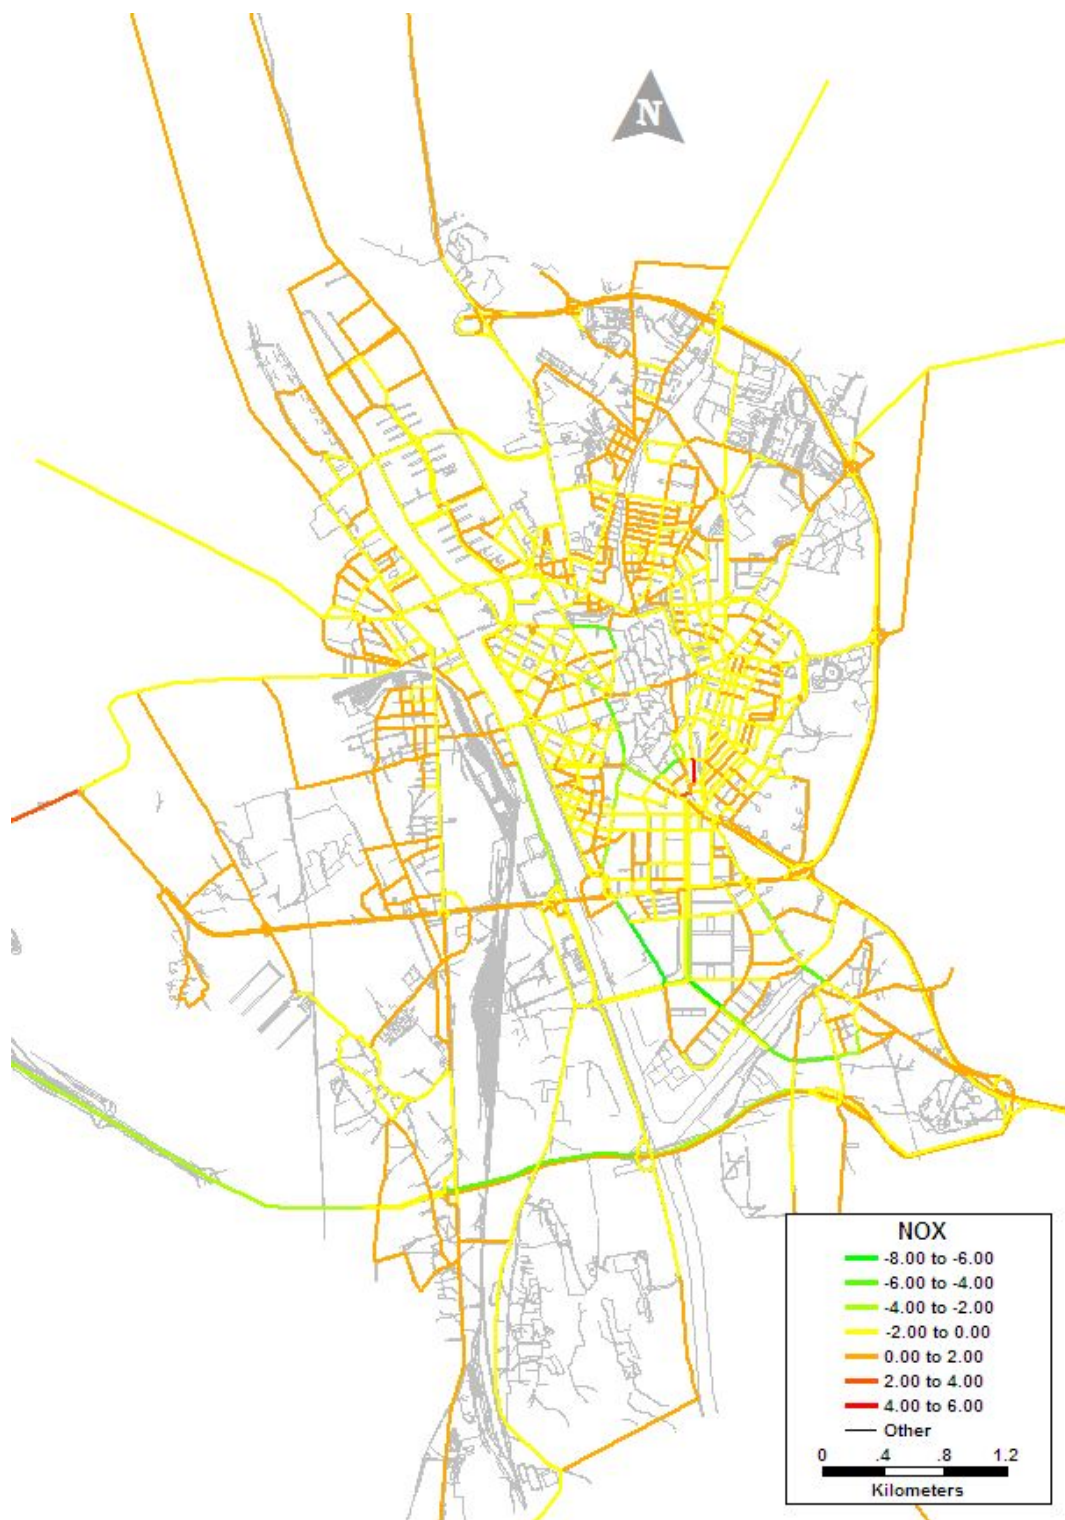 N
NOX
-8.00 to -6.00
-6.00 to -4.00
-4.00 to -2.00
-2.00 to 0.00
0.00 to 2.00
2.00 to 4.00
4.00 to 6.00
Other
0 .4 .8 1.2
Kilometers